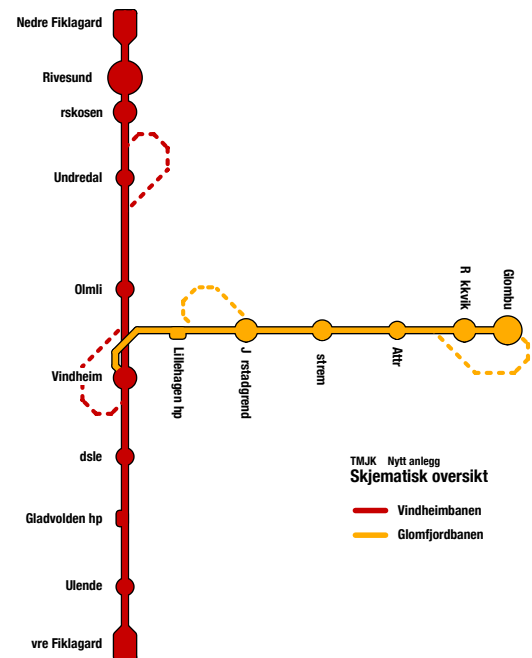 Nedre Fiklagard
Rivesund
rskosen
Undredal
Olmli
Vindheim
dsle
Gladvolden hp
Ulende
vre Fiklagard
Lillehagen hp
J rstadgrend
strem
Attr
R kkvik
Glombu
TMJK Nytt anlegg
Skjematisk oversikt
Vindheimbanen
Glomfjordbanen